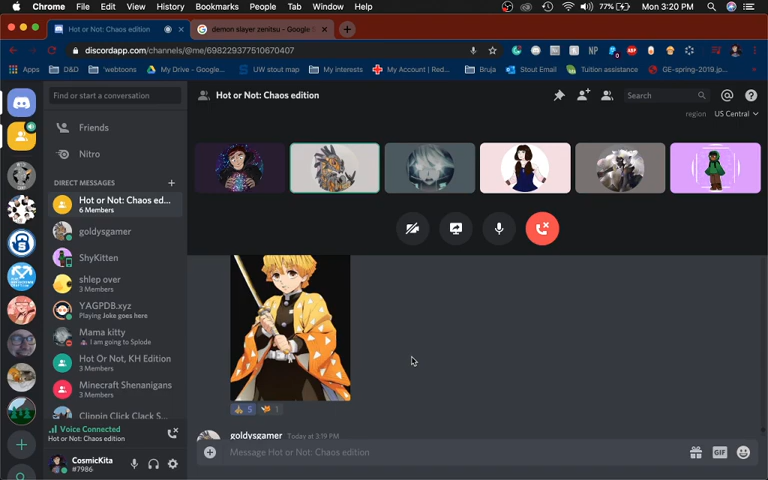 Chrome File Edit View History Bookmarks People Tab Window Help 77% Mon 3:20 PM
Hot or Not: Chaos edition
demon slayer zenitsu - Google S
discordapp.com/channels/@me/698229377510670407
Apps D&D 'webtoons My Drive - Google... UW stout map My interests My Account | Red... Bruja Stout Email Tuition assistance GE-spring-2019.jp...
Find or start a conversation
Hot or Not: Chaos edition
Search
region US Central
Friends
Nitro
DIRECT MESSAGES
Hot or Not: Chaos ed...
6 Members
goldysgamer
ShyKitten
shlep over
3 Members
YAGPDB.xyz
Playing Joke goes here
Mama kitty
I am going to Splode
Hot Or Not, KH Edition
3 Members
Minecraft Shenanigans
3 Members
Clippin Click Clack S...
5 1
goldysgamer Today at 3:19 PM
Voice Connected
Hot or Not: Chaos edition
Message Hot or Not: Chaos edition
GIF
CosmicKita
#7986